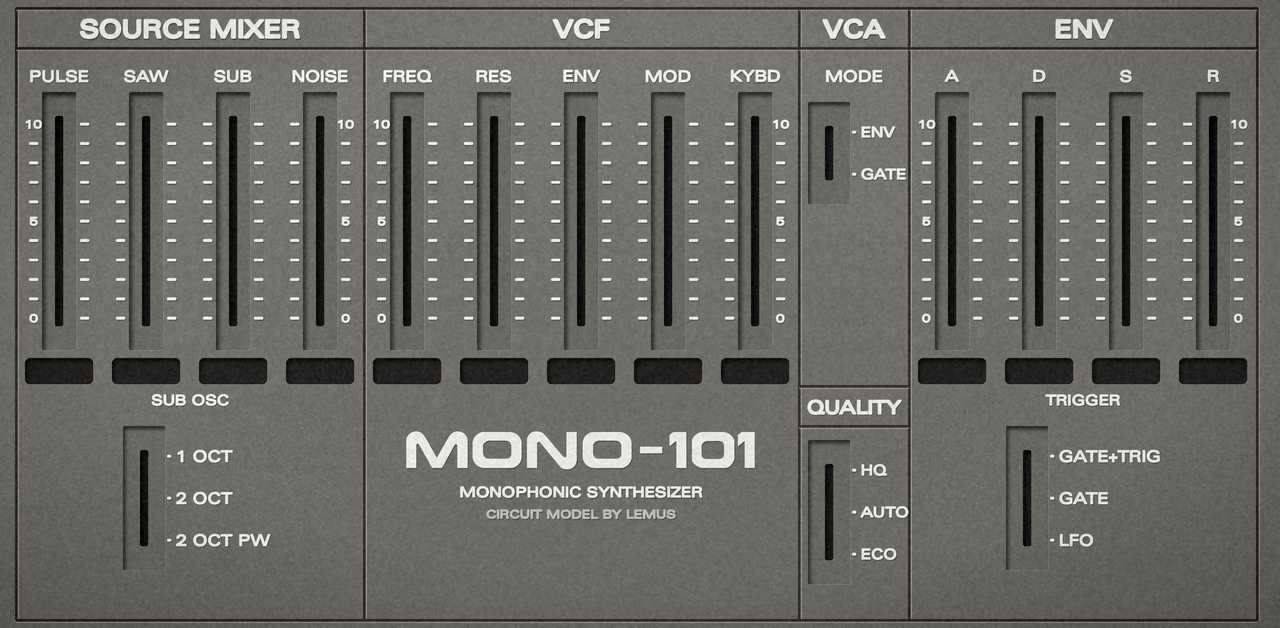 SOURCE MIXER
VCF
VCA
ENV
PULSE SAW SUB NOISE
FREQ RES ENV MOD KYBD
MODE
A D S R
10 10 10 10 10 10
ENV
GATE
5 5 5 5 5 5
0 0 0 0 0 0
SUB OSC
1 OCT
2 OCT
2 OCT PW
MONO-101
MONOPHONIC SYNTHESIZER
CIRCUIT MODEL BY LEMUS
QUALITY
HQ
AUTO
ECO
TRIGGER
GATE+TRIG
GATE
LFO